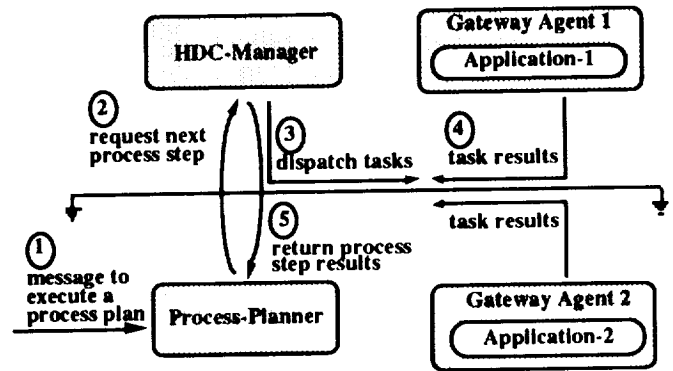 HDC-Manager
Gateway Agent 1
Application-1
2
request next
process step
3
dispatch tasks
4
task results
task results
5
return process
step results
1
message to
execute a
process plan
Process-Planner
Gateway Agent 2
Application-2